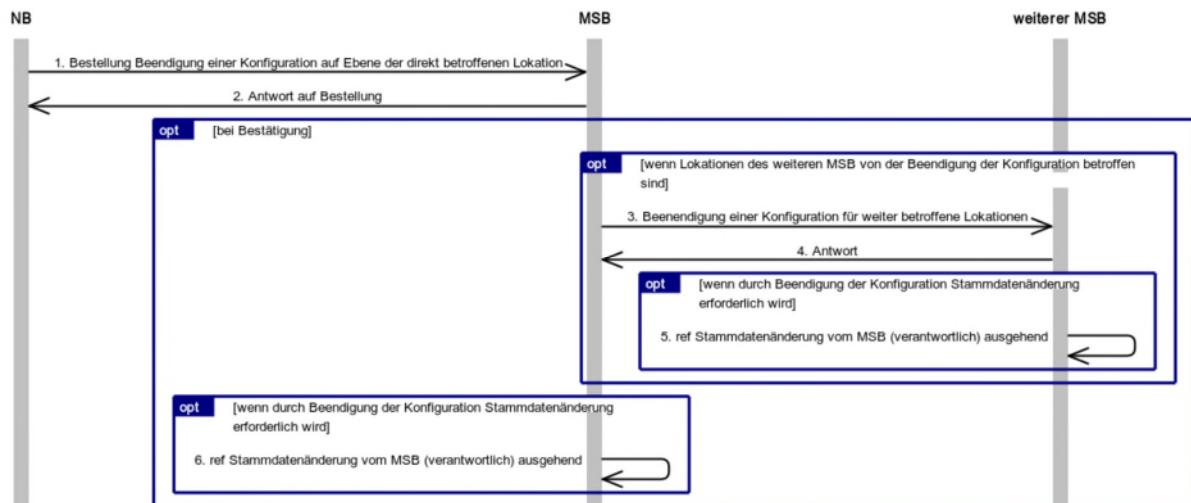 NB MSB weiterer MSB
1. Bestellung Beendigung einer Konfiguration auf Ebene der direkt betroffenen Lokation
2. Antwort auf Bestellung
opt [bei Bestätigung]
opt [wenn Lokationen des weiteren MSB von der Beendigung der Konfiguration betroffen
sind]
3. Beenendigung einer Konfiguration für weiter betroffene Lokationen
4. Antwort
opt [wenn durch Beendigung der Konfiguration Stammdatenänderung
erforderlich wird]
5. ref Stammdatenänderung vom MSB (verantwortlich) ausgehend
opt [wenn durch Beendigung der Konfiguration Stammdatenänderung
erforderlich wird]
6. ref Stammdatenänderung vom MSB (verantwortlich) ausgehend